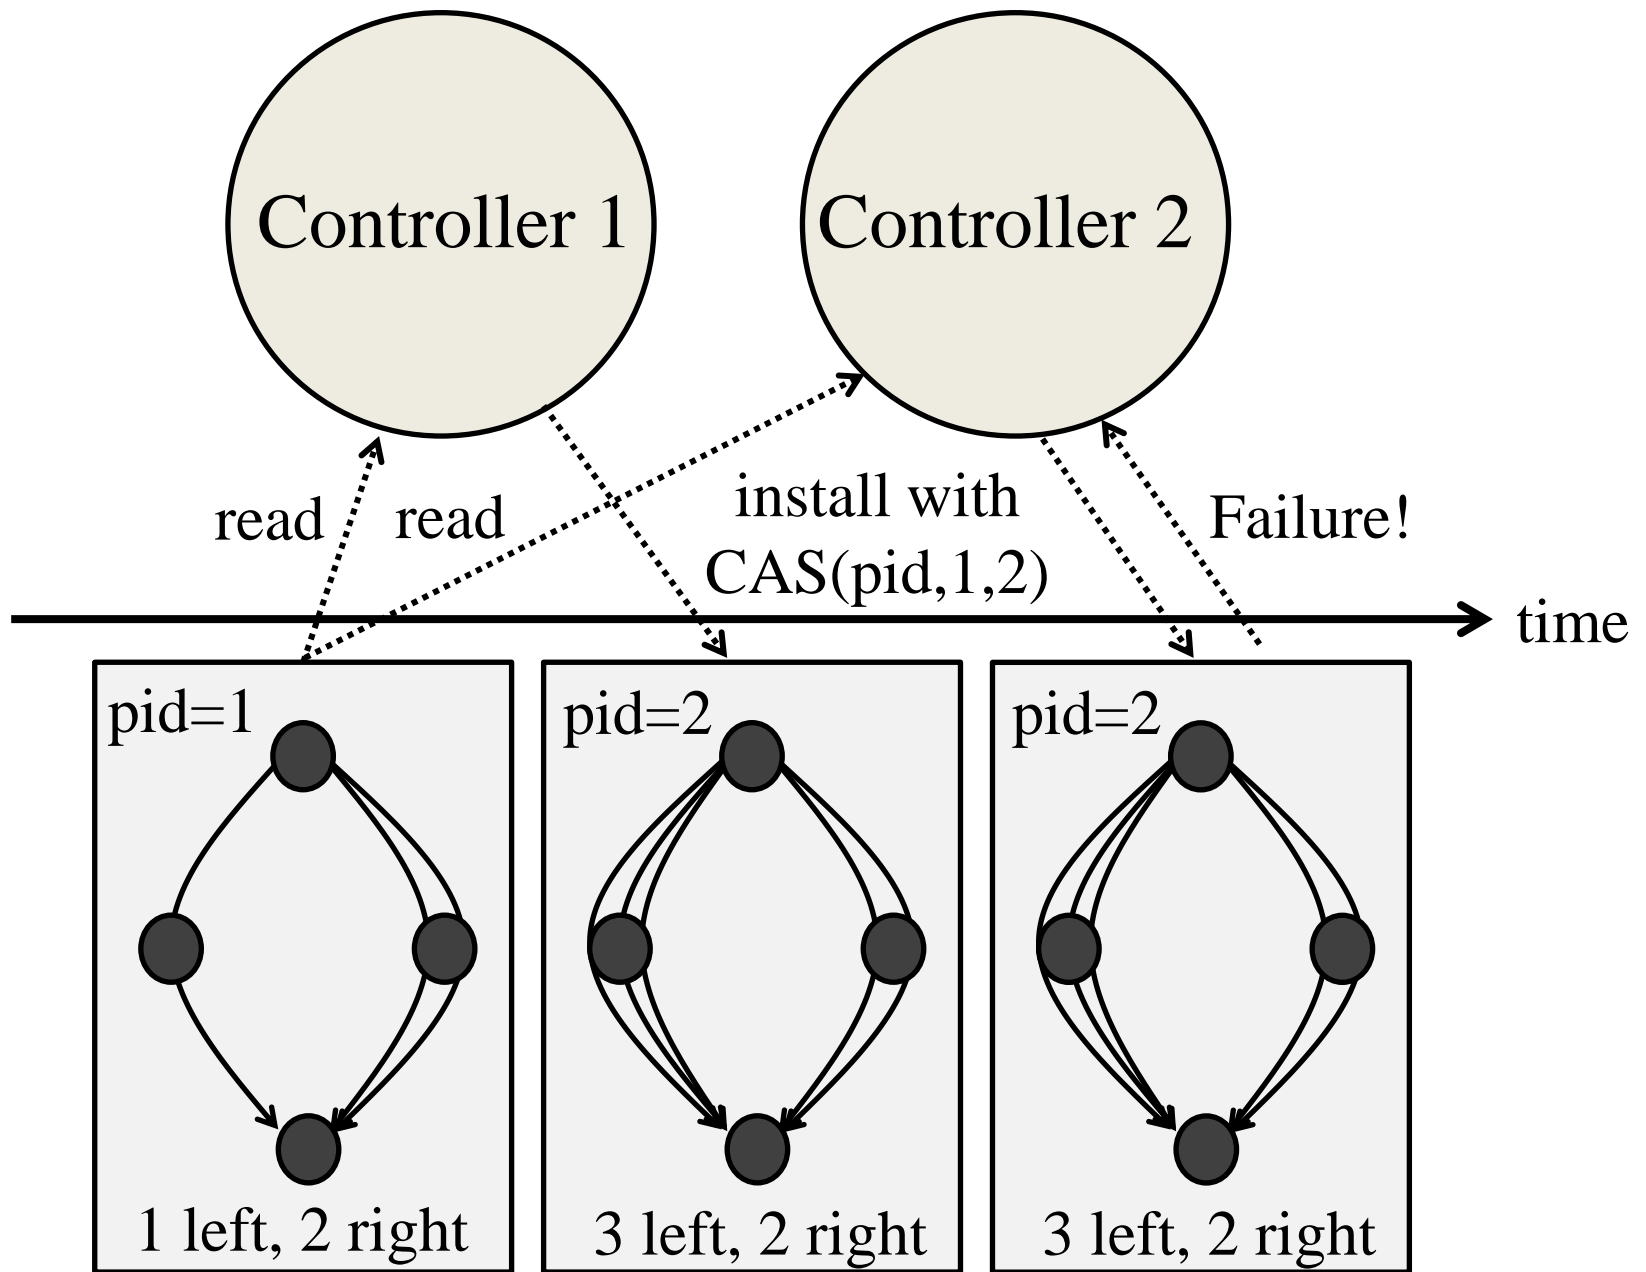 Controller 1
Controller 2
read
read
install with
CAS(pid,1,2)
Failure!
time
pid=1
pid=2
pid=2
1 left, 2 right
3 left, 2 right
3 left, 2 right